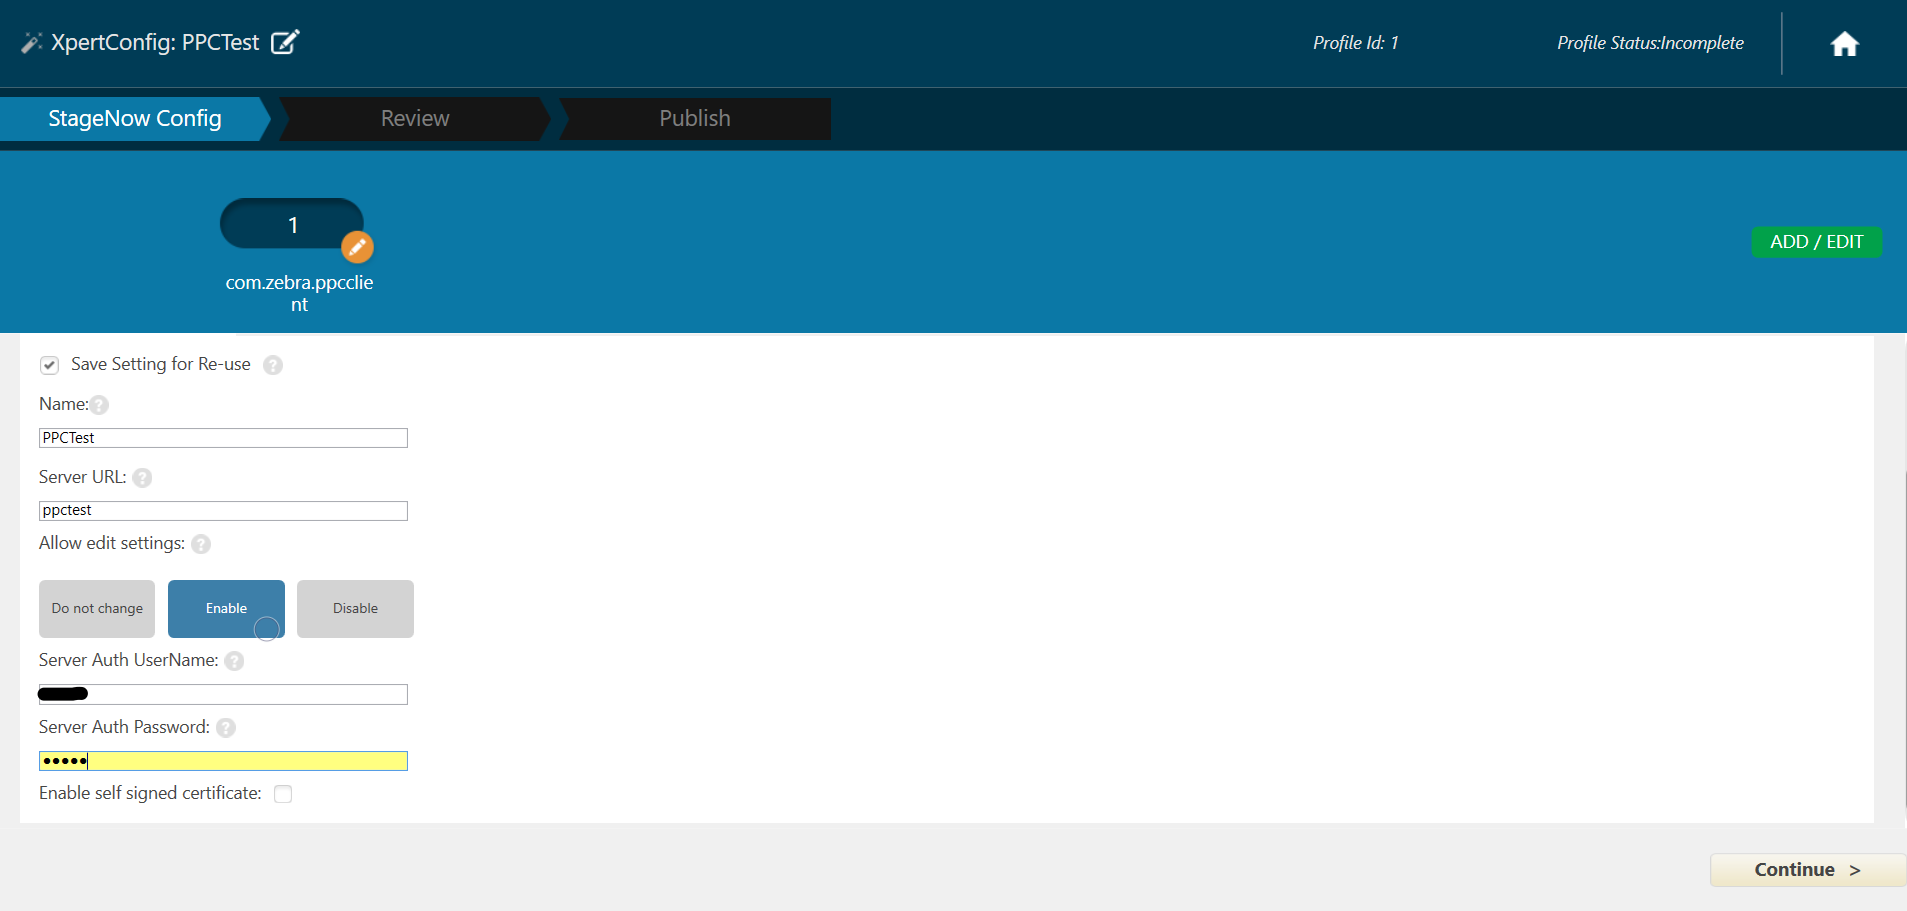 XpertConfig: PPCTest
Profile Id: 1
Profile Status:Incomplete
StageNow Config
Review
Publish
1
com.zebra.ppcclie
nt
ADD / EDIT
Save Setting for Re-use ?
Name: ?
PPCTest
Server URL: ?
ppctest
Allow edit settings: ?
Do not change
Enable
Disable
Server Auth UserName: ?
Server Auth Password: ?
•••••
Enable self signed certificate:
Continue >